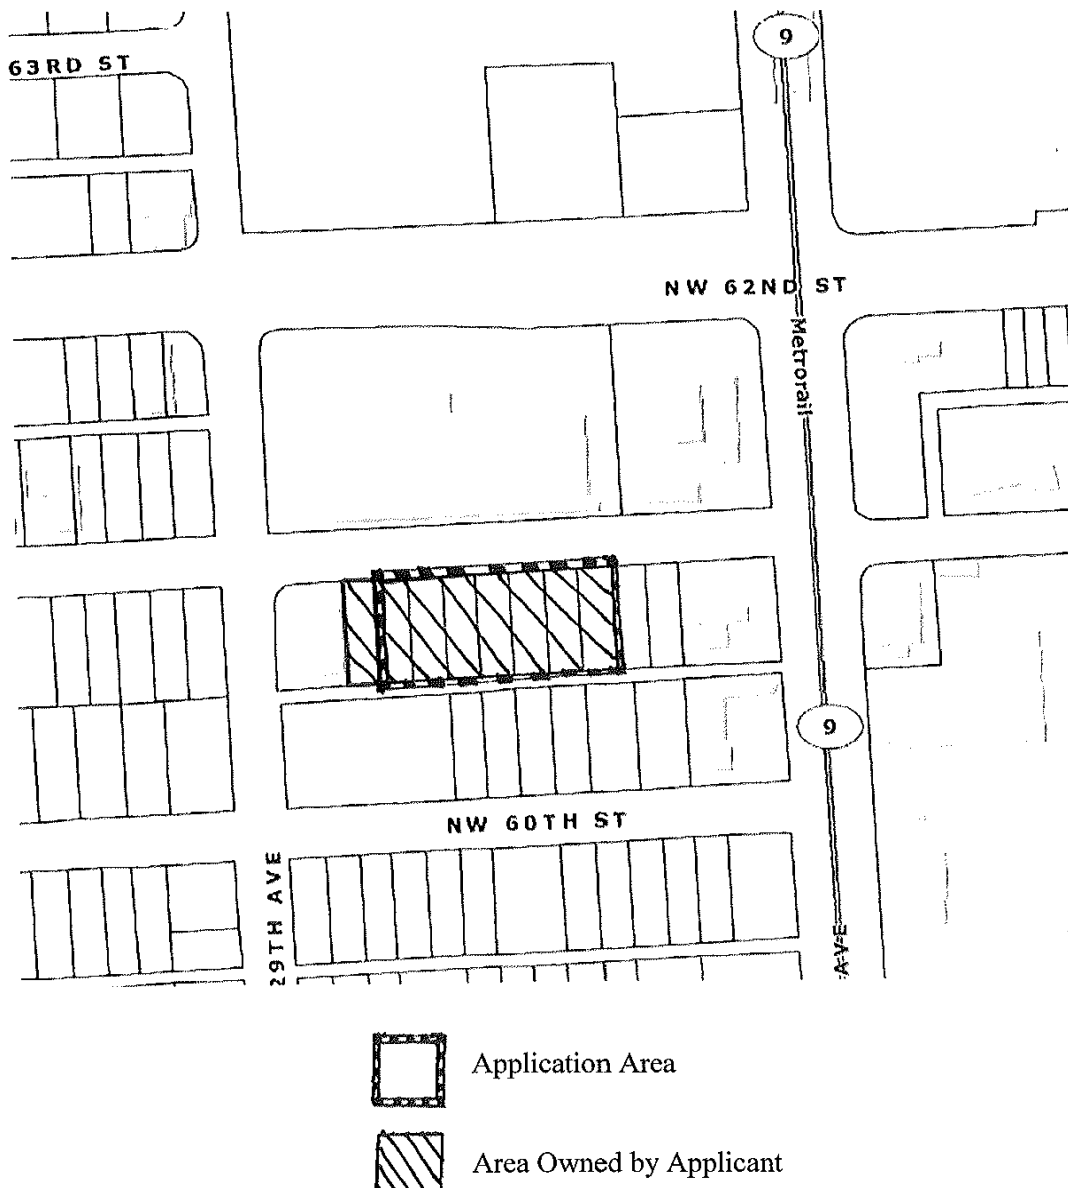 9
63RD ST
NW 62ND ST
Metrorail
9
NW 60TH ST
29TH AVE
Application Area
Area Owned by Applicant